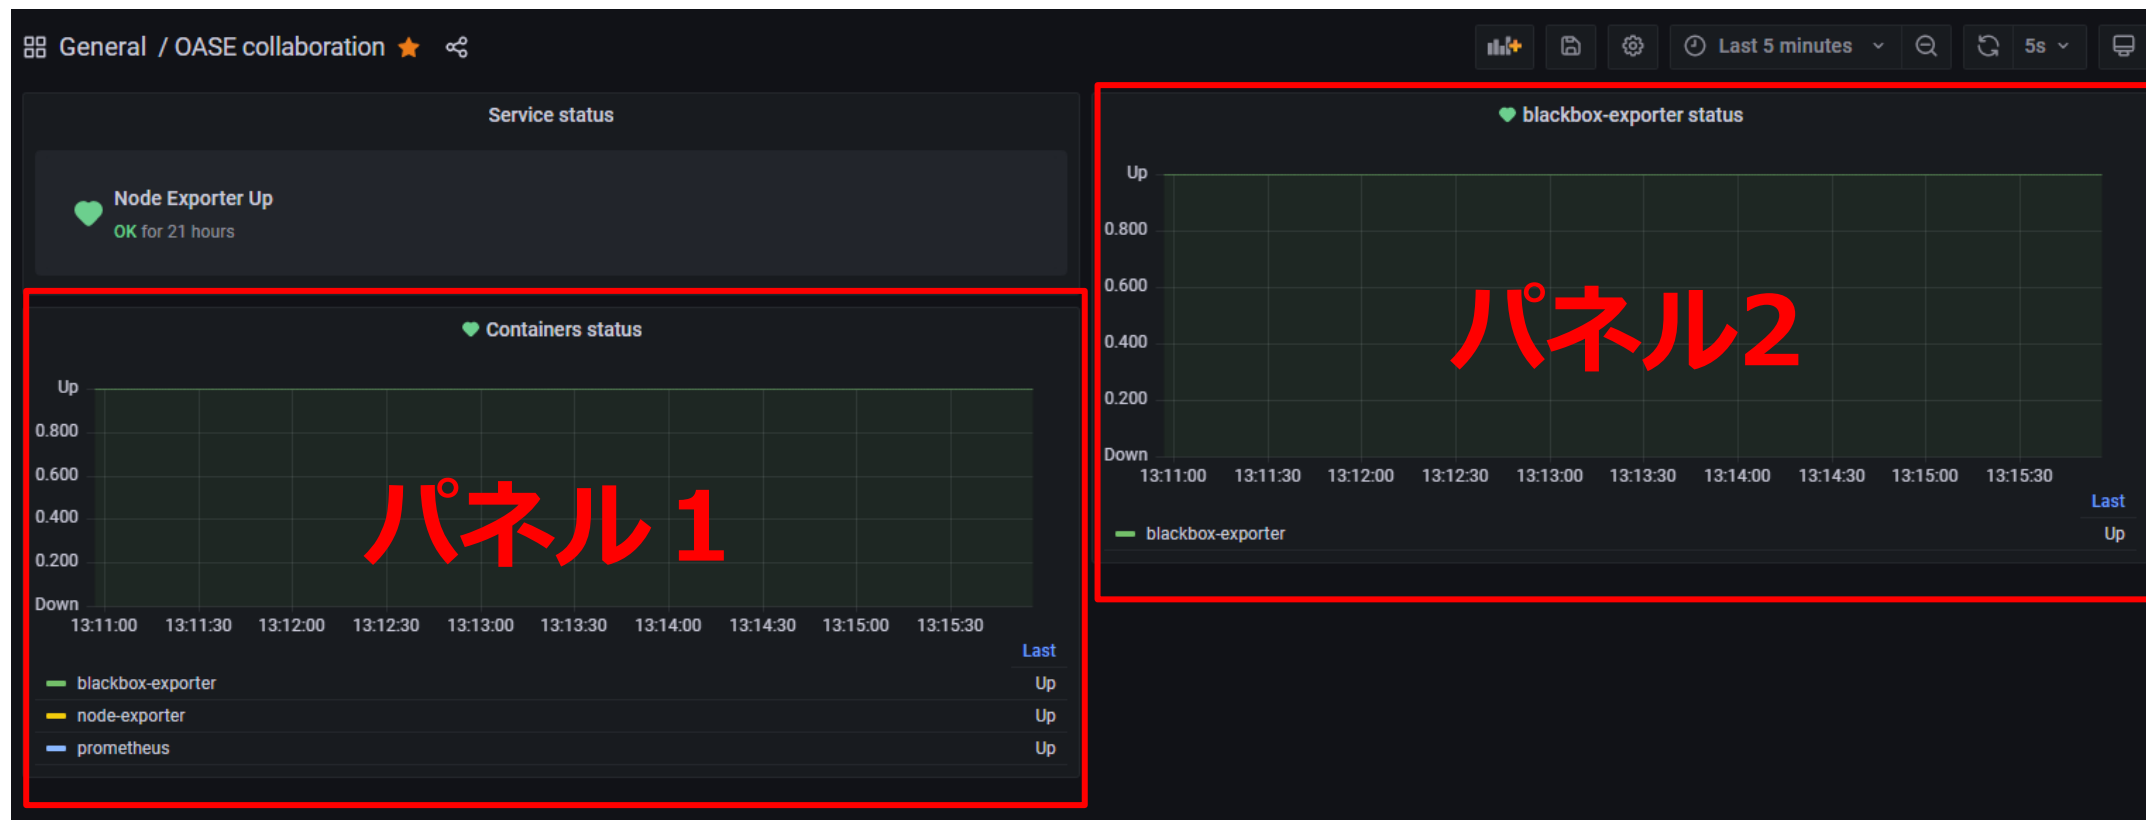 General / OASE collaboration
Last 5 minutes
5s
Service status
Node Exporter Up
OK for 21 hours
Containers status
Up
0.800
0.600
0.400
0.200
Down
13:11:00 13:11:30 13:12:00 13:12:30 13:13:00 13:13:30 13:14:00 13:14:30 13:15:00 13:15:30
パネル1
Last
blackbox-exporter Up
node-exporter Up
prometheus Up
blackbox-exporter status
Up
0.800
0.600
0.400
0.200
Down
13:11:00 13:11:30 13:12:00 13:12:30 13:13:00 13:13:30 13:14:00 13:14:30 13:15:00 13:15:30
パネル2
Last
blackbox-exporter Up